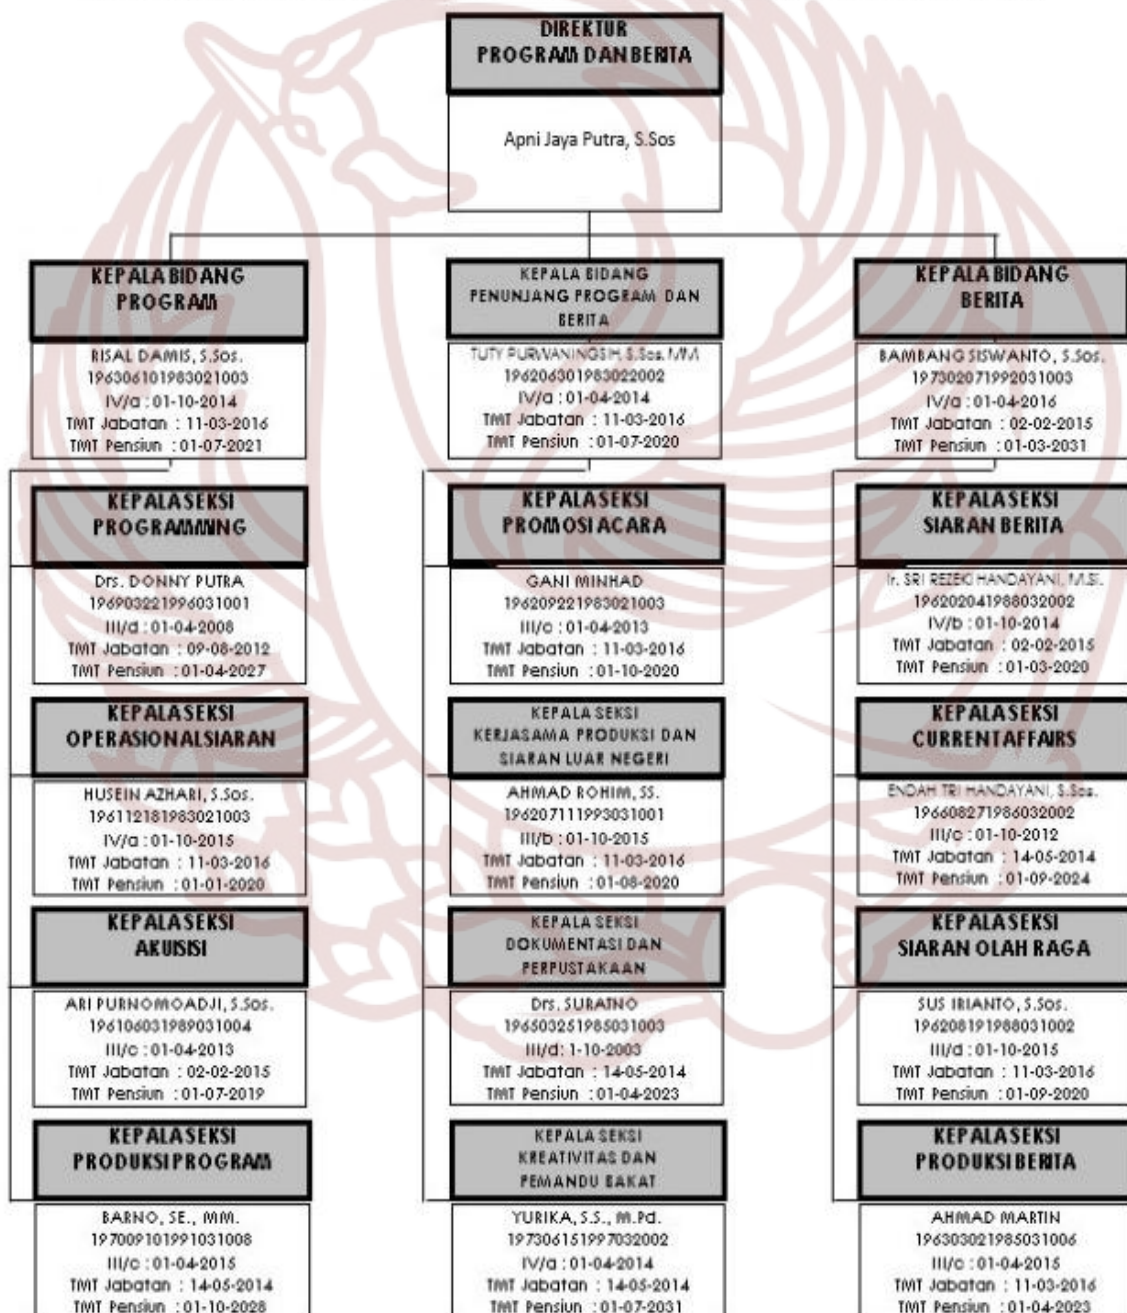 DIREKTUR
PROGRAM DAN BERITA
Apni Jaya Putra, S.Sos
KEPALA BIDANG
PROGRAM
RISAL DAMIS, S.Sos.
196306101983021003
IV/a : 01-10-2014
TMT Jabatan : 11-03-2016
TMT Pensiun : 01-07-2021
KEPALA SEKSI
PROGRAMMING
Drs. DONNY PUTRA
196903221996031001
III/d : 01-04-2008
TMT Jabatan : 09-08-2012
TMT Pensiun : 01-04-2027
KEPALA SEKSI
OPERASIONAL SIARAN
HUSEIN AZHARI, S.Sos.
196112181983021003
IV/a : 01-10-2015
TMT Jabatan : 11-03-2016
TMT Pensiun : 01-01-2020
KEPALA SEKSI
AKUISISI
ARI PURNOMOADJI, S.Sos.
196106031989031004
III/c : 01-04-2013
TMT Jabatan : 02-02-2015
TMT Pensiun : 01-07-2019
KEPALA SEKSI
PRODUKSI PROGRAM
BARNO, SE., MM.
197009101991031008
III/c : 01-04-2015
TMT Jabatan : 14-05-2014
TMT Pensiun : 01-10-2028
KEPALA BIDANG
PENUNJANG PROGRAM DAN
BERITA
TUTY PURWANINGSIH, S.Sos. MM
196206301983022002
IV/a : 01-04-2014
TMT Jabatan : 11-03-2016
TMT Pensiun : 01-07-2020
KEPALA SEKSI
PROMOSI ACARA
GANI MINHAD
196209221983021003
III/c : 01-04-2013
TMT Jabatan : 11-03-2016
TMT Pensiun : 01-10-2020
KEPALA SEKSI
KERJASAMA PRODUKSI DAN
SIARAN LUAR NEGERI
AHMAD ROHIM, SS.
196207111993031001
III/b : 01-10-2015
TMT Jabatan : 11-03-2016
TMT Pensiun : 01-08-2020
KEPALA SEKSI
DOKUMENTASI DAN
PERPUSTAKAAN
Drs. SURATNO
196503251985031003
III/d: 1-10-2003
TMT Jabatan : 14-05-2014
TMT Pensiun : 01-04-2023
KEPALA SEKSI
KREATIVITAS DAN
PEMANDU BAKAT
YURIKA, S.S., M.Pd.
197306151997032002
IV/a : 01-04-2014
TMT Jabatan : 14-05-2014
TMT Pensiun : 01-07-2031
KEPALA BIDANG
BERITA
BAMBANG SISWANTO, S.Sos.
197302071992031003
IV/a : 01-04-2016
TMT Jabatan : 02-02-2015
TMT Pensiun : 01-03-2031
KEPALA SEKSI
SIARAN BERITA
Ir. SRI REZEKI HANDAYANI, M.Si.
196202041988032002
IV/b : 01-10-2014
TMT Jabatan : 02-02-2015
TMT Pensiun : 01-03-2020
KEPALA SEKSI
CURRENT AFFAIRS
ENDAH TRI HANDAYANI, S.Sos.
196608271986032002
III/c : 01-10-2012
TMT Jabatan : 14-05-2014
TMT Pensiun : 01-09-2024
KEPALA SEKSI
SIARAN OLAH RAGA
SUS IRIANTO, S.Sos.
196208191988031002
III/d : 01-10-2015
TMT Jabatan : 11-03-2016
TMT Pensiun : 01-09-2020
KEPALA SEKSI
PRODUKSI BERITA
AHMAD MARTIN
196303021985031006
III/c : 01-04-2015
TMT Jabatan : 11-03-2016
TMT Pensiun : 01-04-2023